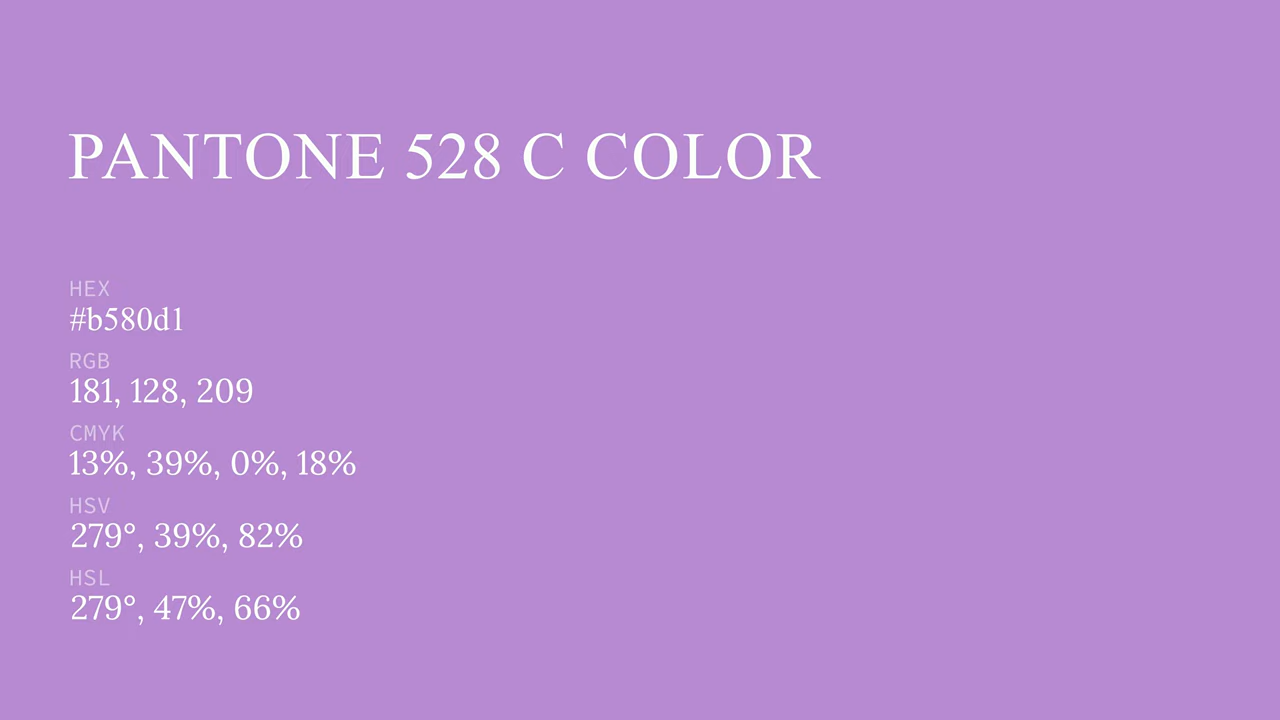 PANTONE 528 C COLOR
HEX
#b580d1
RGB
181, 128, 209
CMYK
13%, 39%, 0%, 18%
HSV
279°, 39%, 82%
HSL
279°, 47%, 66%